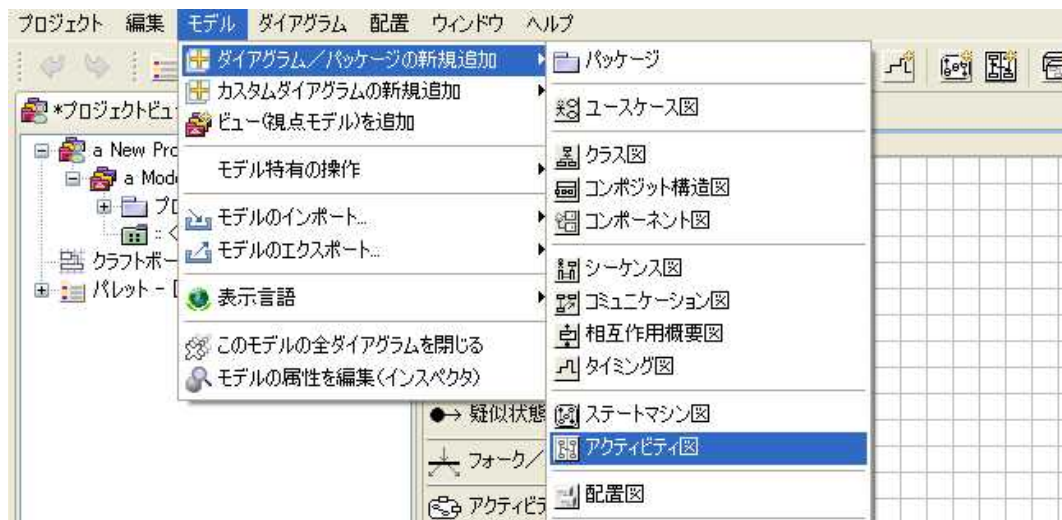 プロジェクト 編集 モデル ダイアグラム 配置 ウィンドウ ヘルプ
ダイアグラム／パッケージの新規追加
カスタムダイアグラムの新規追加
ビュー(視点モデル)を追加
モデル特有の操作
モデルのインポート...
モデルのエクスポート...
表示言語
このモデルの全ダイアグラムを閉じる
モデルの属性を編集(インスペクタ)
パッケージ
ユースケース図
クラス図
コンポジット構造図
コンポーネント図
シーケンス図
コミュニケーション図
相互作用概要図
タイミング図
ステートマシン図
アクティビティ図
配置図
*プロジェクトビュ
a New Pro
a Mode
プロ
クラフトボー
パレット - [
疑似状態
フォーク／
アクティビテ